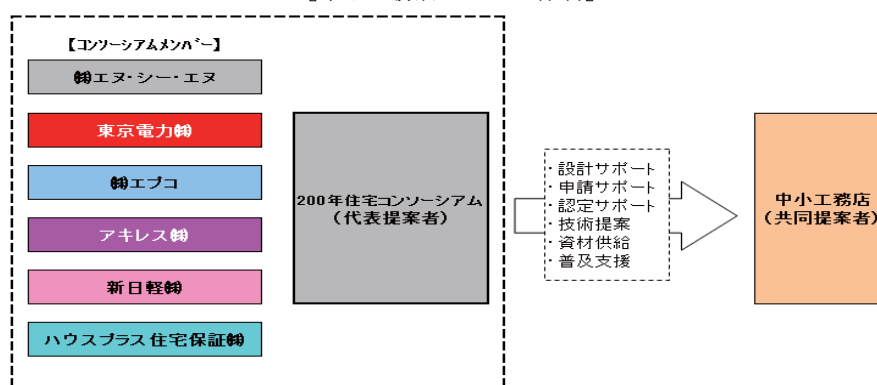 【コンソーシアムメンバー】
㈱エヌ・シー・エヌ
東京電力㈱
㈱エプコ
アキレス㈱
新日軽㈱
ハウスプラス住宅保証㈱
200年住宅コンソーシアム
(代表提案者)
・設計サポート
・申請サポート
・認定サポート
・技術提案
・資材供給
・普及支援
中小工務店
(共同提案者)